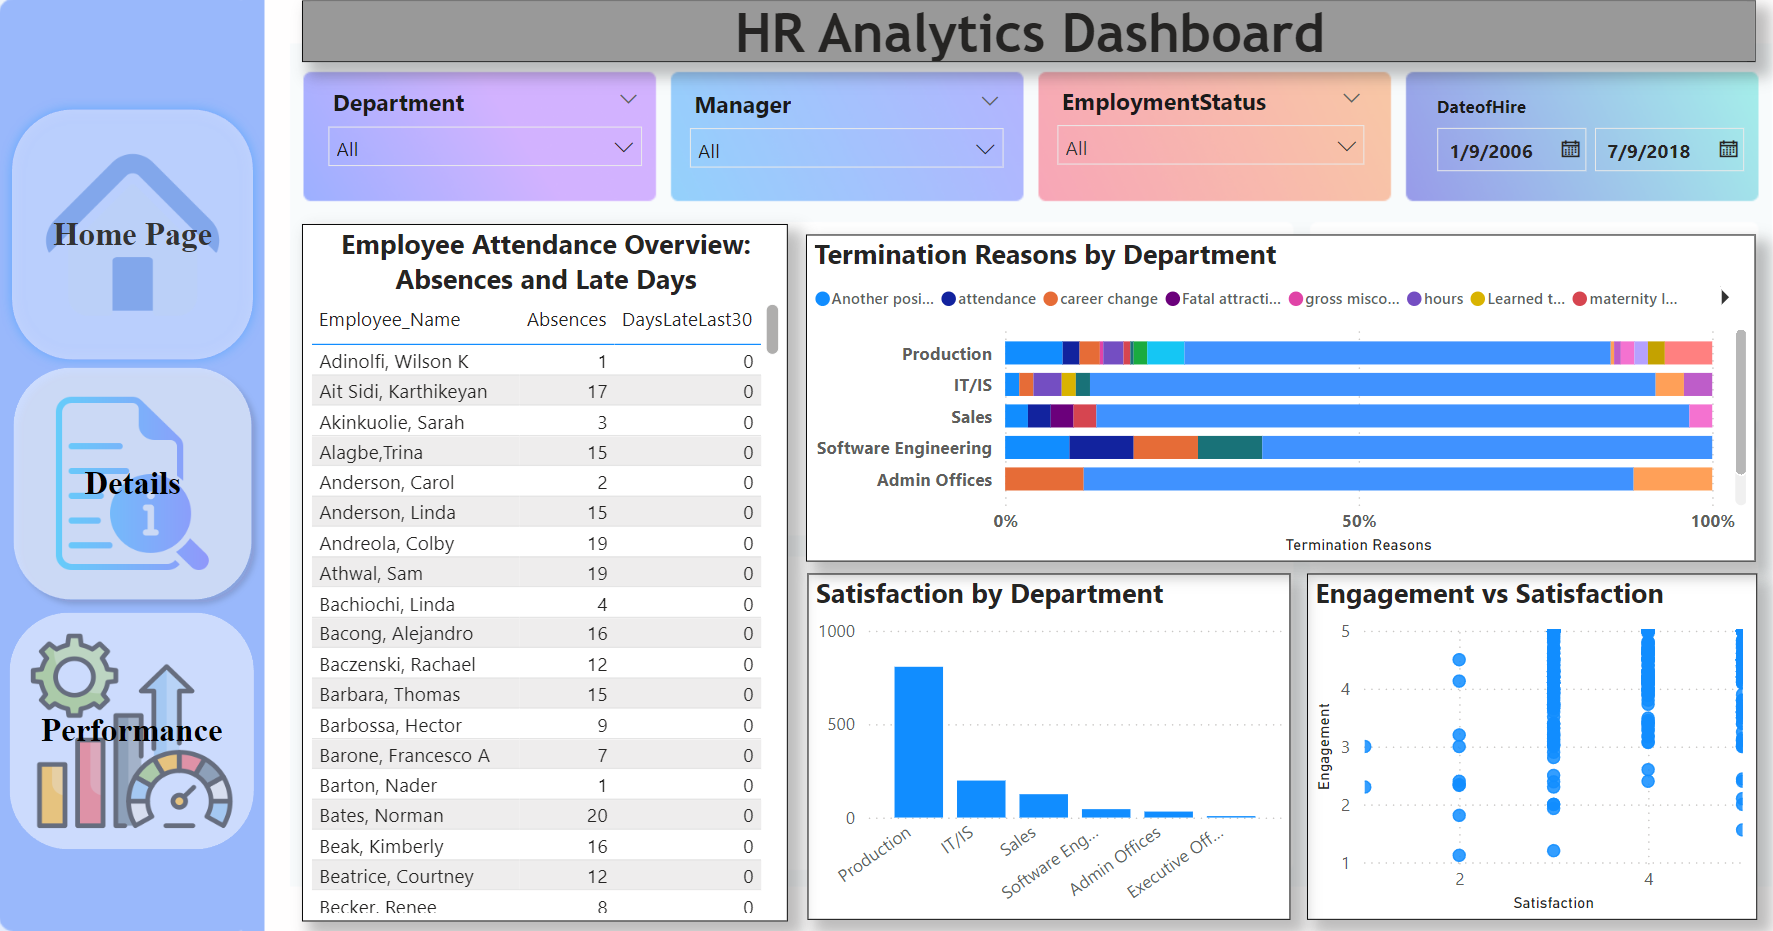 HR Analytics Dashboard
Home Page
Details
Performance
Department
All
Manager
All
EmploymentStatus
All
DateofHire
1/9/2006 7/9/2018
Employee Attendance Overview:
Absences and Late Days
Employee_Name Absences DaysLateLast30
Adinolfi, Wilson K 1 0
Ait Sidi, Karthikeyan 17 0
Akinkuolie, Sarah 3 0
Alagbe,Trina 15 0
Anderson, Carol 2 0
Anderson, Linda 15 0
Andreola, Colby 19 0
Athwal, Sam 19 0
Bachiochi, Linda 4 0
Bacong, Alejandro 16 0
Baczenski, Rachael 12 0
Barbara, Thomas 15 0
Barbossa, Hector 9 0
Barone, Francesco A 7 0
Barton, Nader 1 0
Bates, Norman 20 0
Beak, Kimberly 16 0
Beatrice, Courtney 12 0
Becker, Renee 8 0
Termination Reasons by Department
Another posi... attendance career change Fatal attracti... gross misco... hours Learned t... maternity l...
Production
IT/IS
Sales
Software Engineering
Admin Offices
0% 50% 100%
Termination Reasons
Satisfaction by Department
1000
500
0
Production IT/IS Sales Software Eng... Admin Offices Executive Off...
Engagement vs Satisfaction
Engagement
5
4
3
2
1
2 4
Satisfaction